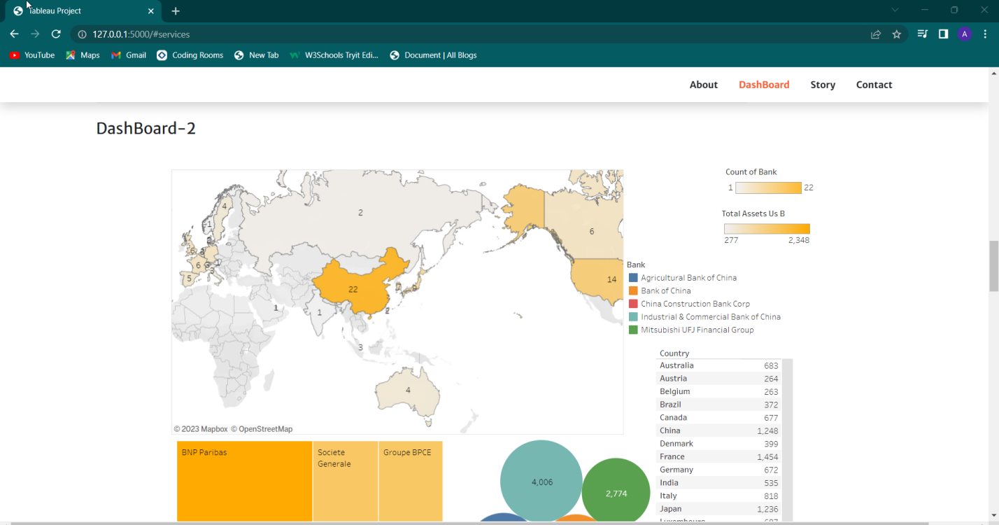 Tableau Project
127.0.0.1:5000/#services
A
YouTube Maps Gmail Coding Rooms New Tab W3Schools Tryit Edi... Document | All Blogs
About DashBoard Story Contact
DashBoard-2
Count of Bank
1 22
Total Assets Us B
277 2,348
4
2
6
6
5
3
1
22
7
9
14
1
1
2
3
4
© 2023 Mapbox © OpenStreetMap
Bank
Agricultural Bank of China
Bank of China
China Construction Bank Corp
Industrial & Commercial Bank of China
Mitsubishi UFJ Financial Group
Country
Australia 683
Austria 264
Belgium 263
Brazil 372
Canada 677
China 1,248
Denmark 399
France 1,454
Germany 672
India 535
Italy 818
Japan 1,236
BNP Paribas
Societe
Generale
Groupe BPCE
4,006
2,774